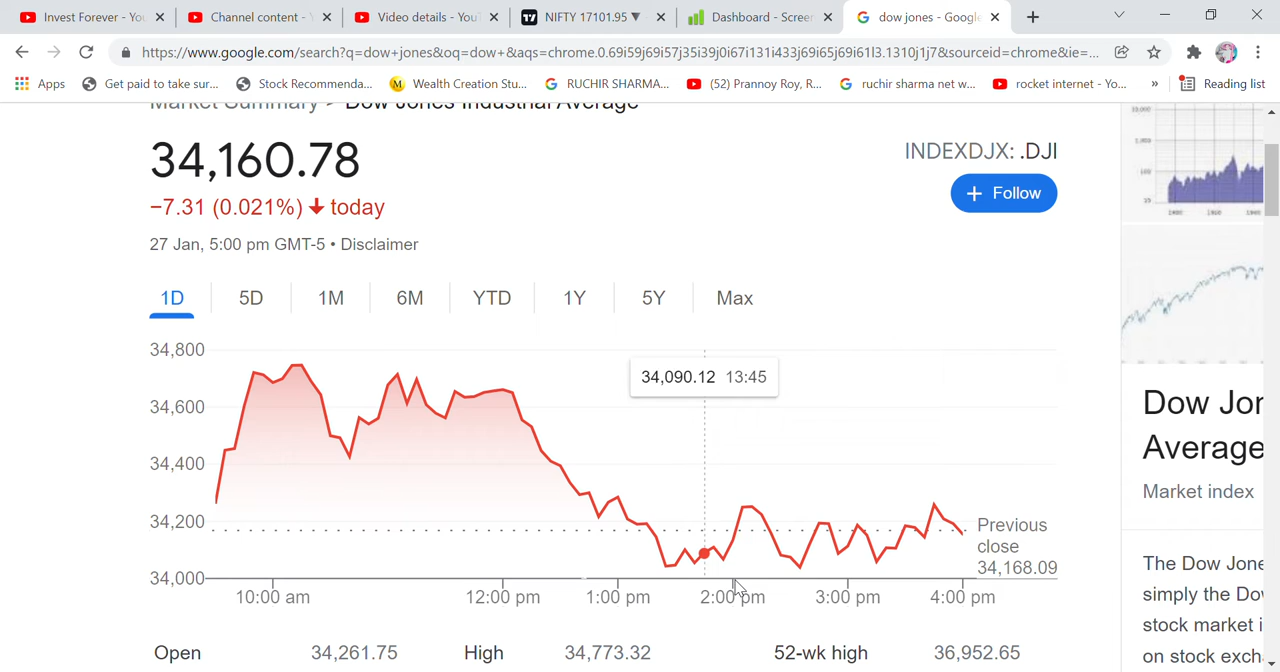 Invest Forever - You
Channel content -
Video details - You
NIFTY 17101.95 ▼
Dashboard - Screen
dow jones - Google
https://www.google.com/search?q=dow+jones&oq=dow+&aqs=chrome.0.69i59j69i57j35i39j0i67i131i433j69i65j69i61l3.1310j1j7&sourceid=chrome&ie=...
Apps
Get paid to take sur...
Stock Recommenda...
Wealth Creation Stu...
RUCHIR SHARMA...
(52) Prannoy Roy, R...
ruchir sharma net w...
rocket internet - Yo...
»
Reading list
Market Summary > Dow Jones Industrial Average
34,160.78
−7.31 (0.021%) ↓ today
27 Jan, 5:00 pm GMT-5 • Disclaimer
INDEXDJX: .DJI
+ Follow
1D
5D
1M
6M
YTD
1Y
5Y
Max
34,800
34,600
34,400
34,200
34,000
34,090.12 13:45
Previous
close
34,168.09
10:00 am
12:00 pm
1:00 pm
2:00 pm
3:00 pm
4:00 pm
Open 34,261.75
High 34,773.32
52-wk high 36,952.65
Dow Jor
Average
Market index
The Dow Jone
simply the Dov
stock market i
on stock exch